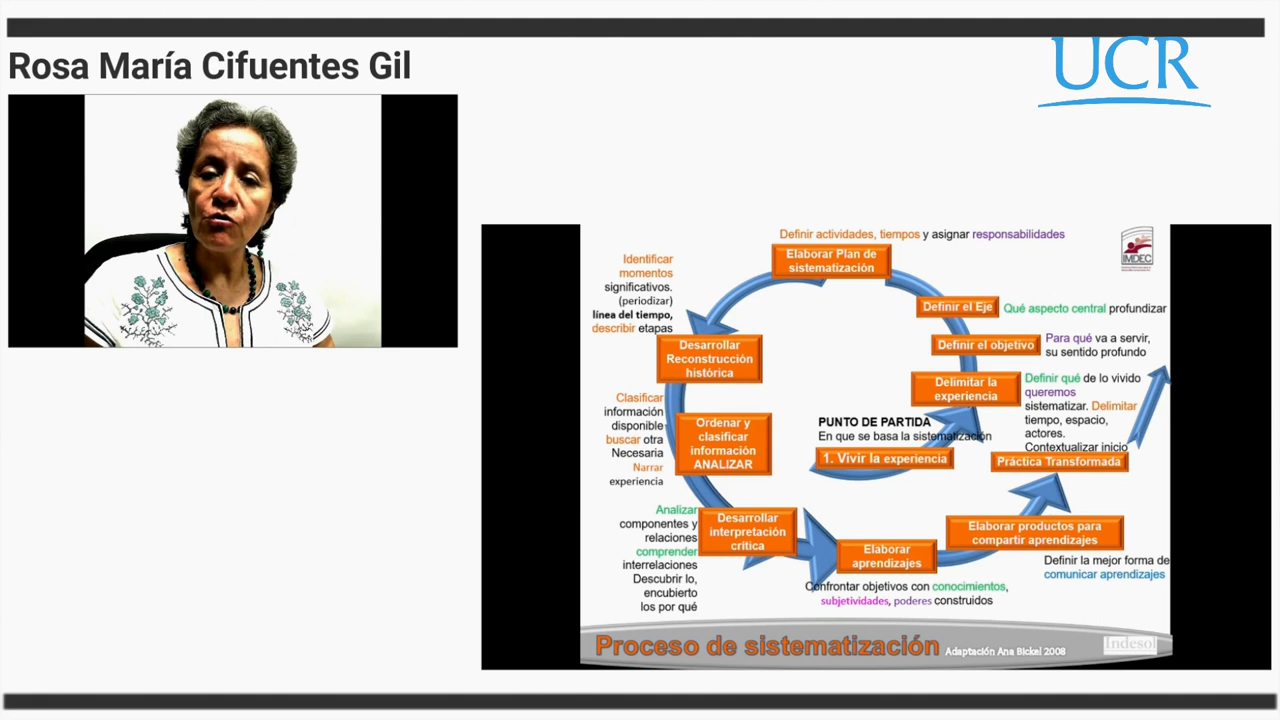 Rosa María Cifuentes Gil
UCR
Definir actividades, tiempos y asignar responsabilidades
Elaborar Plan de
sistematización
IMDEC
Identificar
momentos
significativos.
(periodizar)
línea del tiempo,
describir etapas
Definir el Eje
Qué aspecto central profundizar
Definir el objetivo
Para qué va a servir,
su sentido profundo
Desarrollar
Reconstrucción
histórica
Delimitar la
experiencia
Definir qué de lo vivido
queremos
sistematizar. Delimitar
tiempo, espacio,
actores.
Contextualizar inicio
Clasificar
información
disponible
buscar otra
Necesaria
Narrar
experiencia
Ordenar y
clasificar
información
ANALIZAR
PUNTO DE PARTIDA
En que se basa la sistematización
1. Vivir la experiencia
Práctica Transformada
Analizar
componentes y
relaciones
comprender
interrelaciones
Descubrir lo,
encubierto
los por qué
Desarrollar
interpretación
crítica
Elaborar
aprendizajes
Elaborar productos para
compartir aprendizajes
Definir la mejor forma de
comunicar aprendizajes
Confrontar objetivos con conocimientos,
subjetividades, poderes construidos
Proceso de sistematización
Adaptación Ana Bickel 2008
Indesol